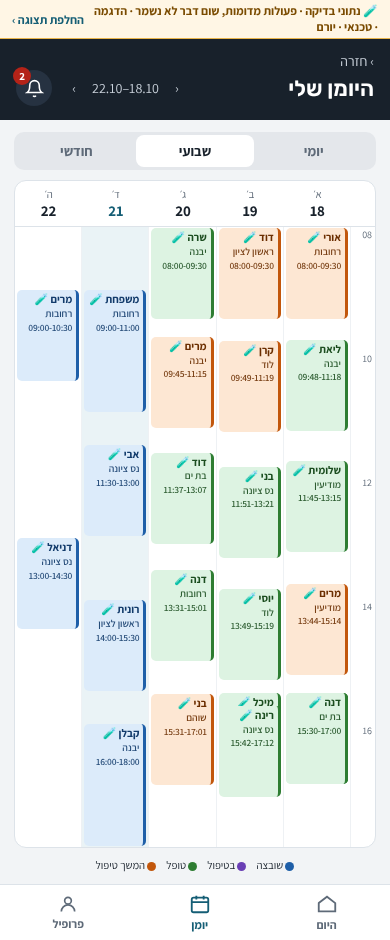 🧪 נתוני בדיקה · פעולות מדומות, שום דבר לא נשמר · הדגמה
· טכנאי · יורם
החלפת תצוגה ›
› חזרה
היומן שלי
› 22.10–18.10 ‹
2
יומי
שבועי
חודשי
א׳ ב׳ ג׳ ד׳ ה׳
18 19 20 21 22
08
10
12
14
16
אורי 🧪
רחובות
08:00-09:30
ליאת 🧪
יבנה
09:48-11:18
שלומית 🧪
מודיעין
11:45-13:15
מרים 🧪
מודיעין
13:44-15:14
דנה 🧪
בת ים
15:30-17:00
דוד 🧪
ראשון לציון
08:00-09:30
קרן 🧪
לוד
09:49-11:19
בני 🧪
נס ציונה
11:51-13:21
יוסי 🧪
לוד
13:49-15:19
מיכל 🧪
רינה 🧪
נס ציונה
15:42-17:12
שרה 🧪
יבנה
08:00-09:30
מרים 🧪
יבנה
09:45-11:15
דוד 🧪
בת ים
11:37-13:07
דנה 🧪
רחובות
13:31-15:01
בני 🧪
שוהם
15:31-17:01
משפחת 🧪
רחובות
09:00-11:00
אבי 🧪
נס ציונה
11:30-13:00
רונית 🧪
ראשון לציון
14:00-15:30
קבלן 🧪
יבנה
16:00-18:00
מרים 🧪
רחובות
09:00-10:30
דניאל 🧪
נס ציונה
13:00-14:30
שובצה
בטיפול
טופל
המשך טיפול
היום
יומן
פרופיל